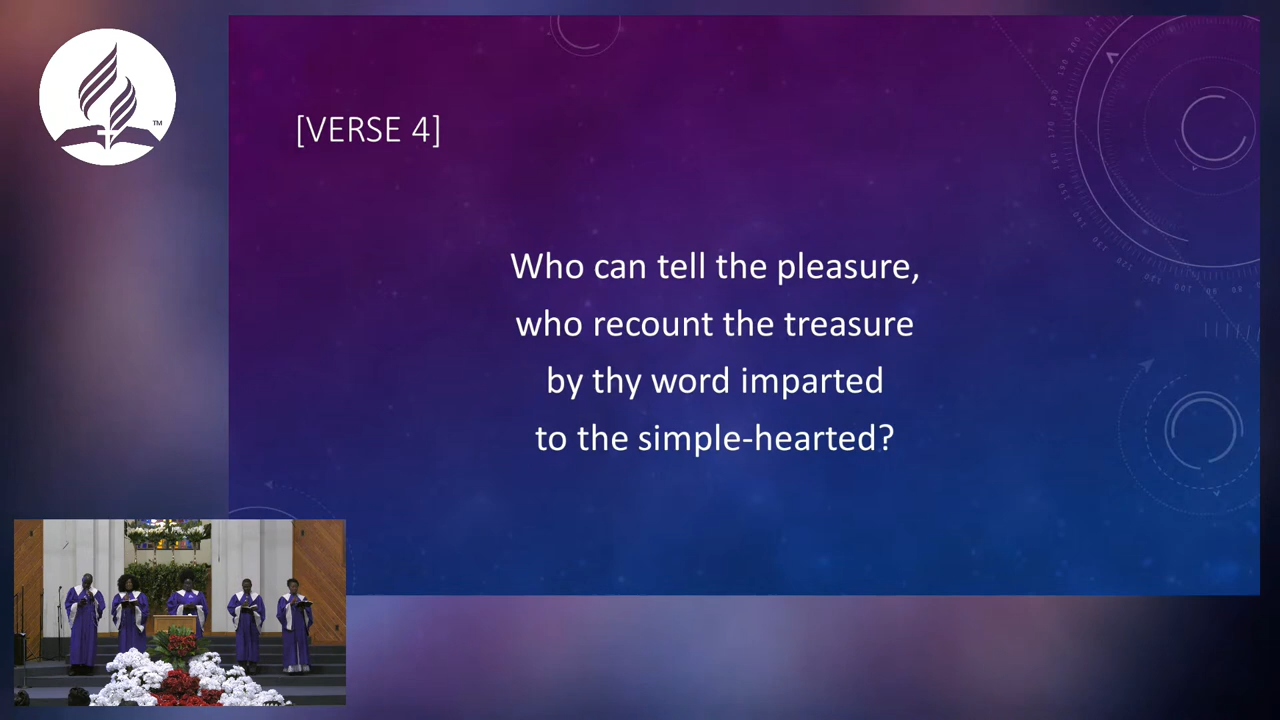 TM
[VERSE 4]
Who can tell the pleasure,
who recount the treasure
by thy word imparted
to the simple-hearted?